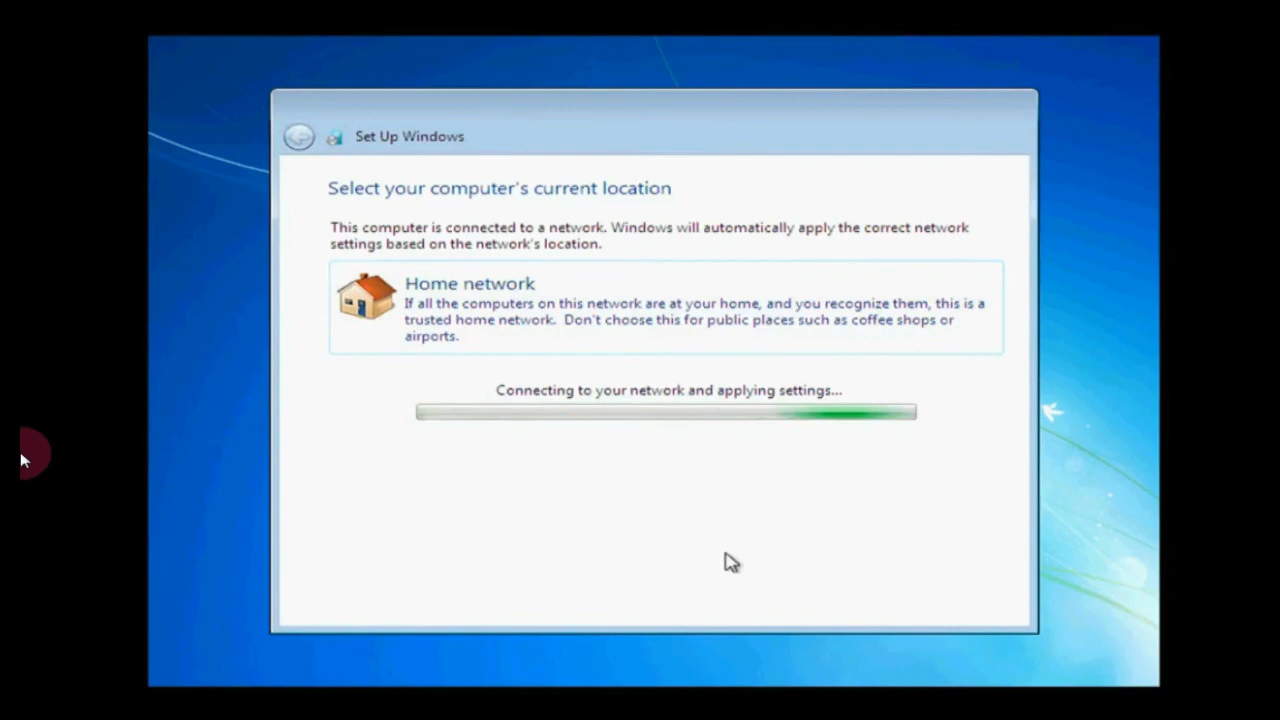 Set Up Windows
Select your computer's current location
This computer is connected to a network. Windows will automatically apply the correct network
settings based on the network's location.
Home network
If all the computers on this network are at your home, and you recognize them, this is a
trusted home network. Don't choose this for public places such as coffee shops or
airports.
Connecting to your network and applying settings...